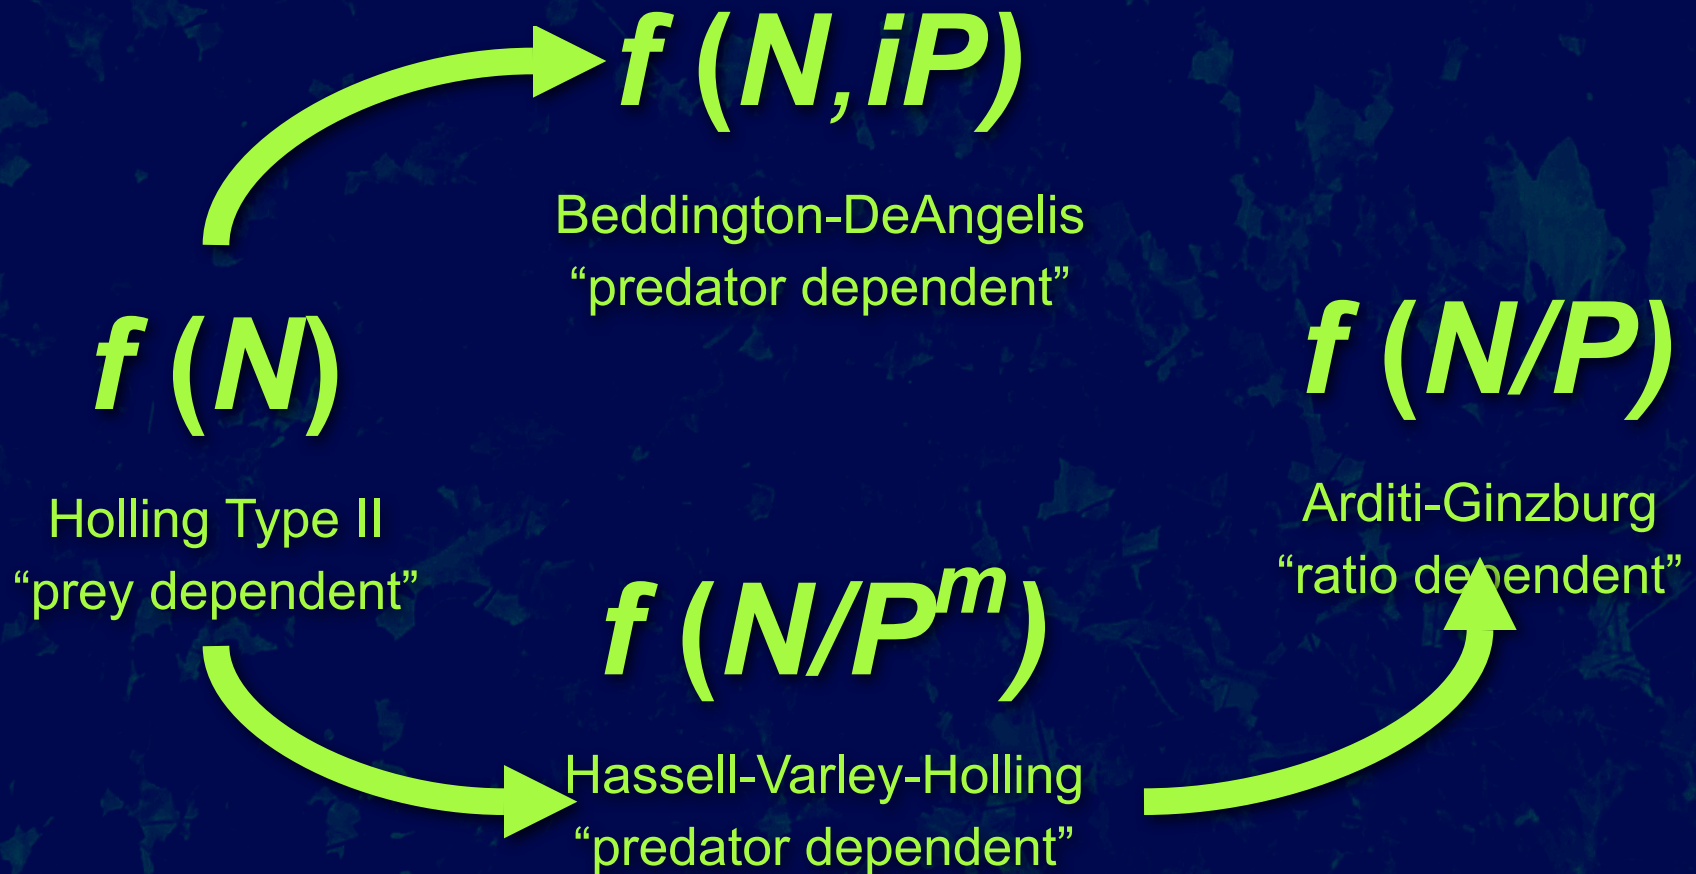 f (N,iP)
Beddington-DeAngelis
“predator dependent”
f (N)
Holling Type II
“prey dependent”
f (N/Pᵐ)
Hassell-Varley-Holling
“predator dependent”
f (N/P)
Arditi-Ginzburg
“ratio dependent”